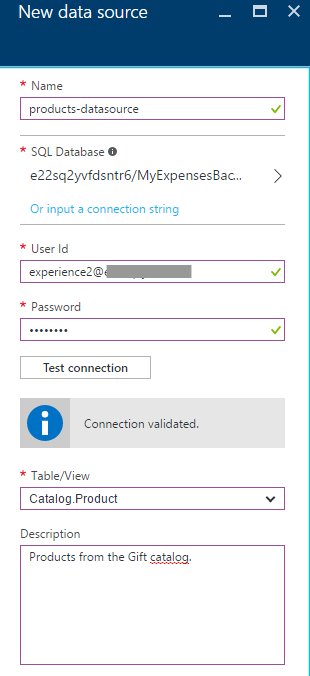 New data source
* Name
products-datasource
* SQL Database
e22sq2yvfdsntr6/MyExpensesBac...
Or input a connection string
* User Id
experience2@
* Password
••••••••
Test connection
Connection validated.
* Table/View
Catalog.Product
Description
Products from the Gift catalog.